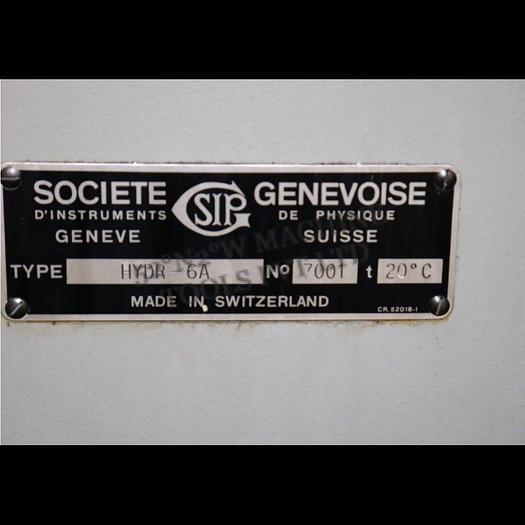 SOCIETE SIP GENEVOISE
D'INSTRUMENTS DE PHYSIQUE
GENEVE SUISSE
TYPE HYDR 6A No 7001 t 20°C
MADE IN SWITZERLAND
CR.52018-1